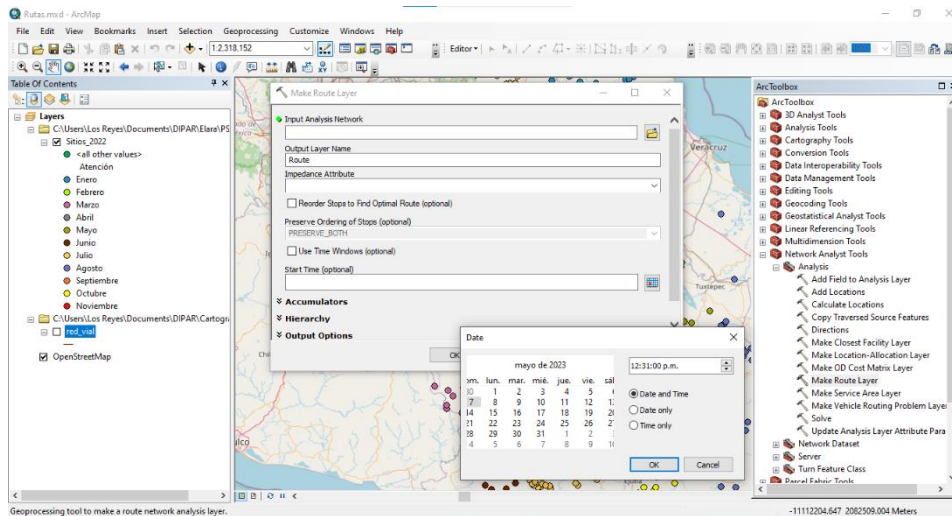 Rutas.mxd - ArcMap
File Edit View Bookmarks Insert Selection Geoprocessing Customize Windows Help
1:2,318,152
Editor
Table Of Contents
Layers
C:\Users\Los Reyes\Documents\DIPAR\Elara\PS
Sitios_2022
<all other values>
Atención
Enero
Febrero
Marzo
Abril
Mayo
Junio
Julio
Agosto
Septiembre
Octubre
Noviembre
C:\Users\Los Reyes\Documents\DIPAR\Cartogra
red_vial
OpenStreetMap
Make Route Layer
Input Analysis Network
Output Layer Name
Route
Impedance Attribute
Reorder Stops to Find Optimal Route (optional)
Preserve Ordering of Stops (optional)
PRESERVE_BOTH
Use Time Windows (optional)
Start Time (optional)
Accumulators
Hierarchy
Output Options
OK
Veracruz
Tuxtepec
Date
mayo de 2023
lun. mar. mié. jue. vie.
1 2 3 4 5
7 8 9 10 11 12
14 15 16 17 18 19
21 22 23 24 25 26
28 29 30 31 1 2
4 5 6 7 8 9
12:31:00 p.m.
Date and Time
Date only
Time only
OK Cancel
ArcToolbox
ArcToolbox
3D Analyst Tools
Analysis Tools
Cartography Tools
Conversion Tools
Data Interoperability Tools
Data Management Tools
Editing Tools
Geocoding Tools
Geostatistical Analyst Tools
Linear Referencing Tools
Multidimension Tools
Network Analyst Tools
Analysis
Add Field to Analysis Layer
Add Locations
Calculate Locations
Copy Traversed Source Features
Directions
Make Closest Facility Layer
Make Location-Allocation Layer
Make OD Cost Matrix Layer
Make Route Layer
Make Service Area Layer
Make Vehicle Routing Problem Laye
Solve
Update Analysis Layer Attribute Para
Network Dataset
Server
Turn Feature Class
Parcel Fabric Tools
Geoprocessing tool to make a route network analysis layer.
-11112204.647 2082509.004 Meters